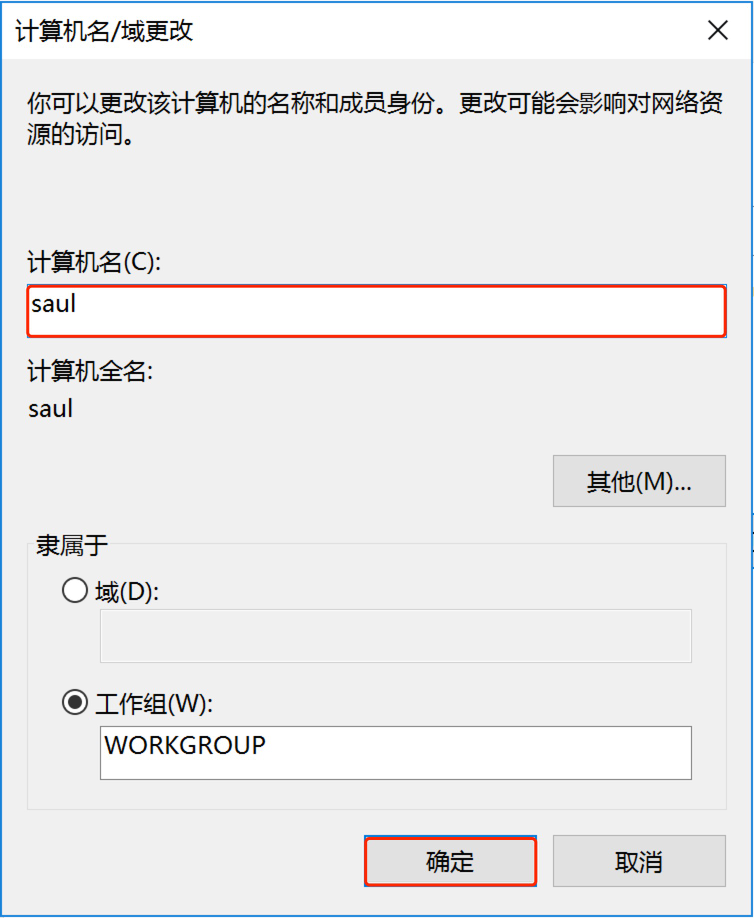 计算机名/域更改
你可以更改该计算机的名称和成员身份。更改可能会影响对网络资
源的访问。
计算机名(C):
saul
计算机全名:
saul
其他(M)...
隶属于
域(D):
工作组(W):
WORKGROUP
确定
取消